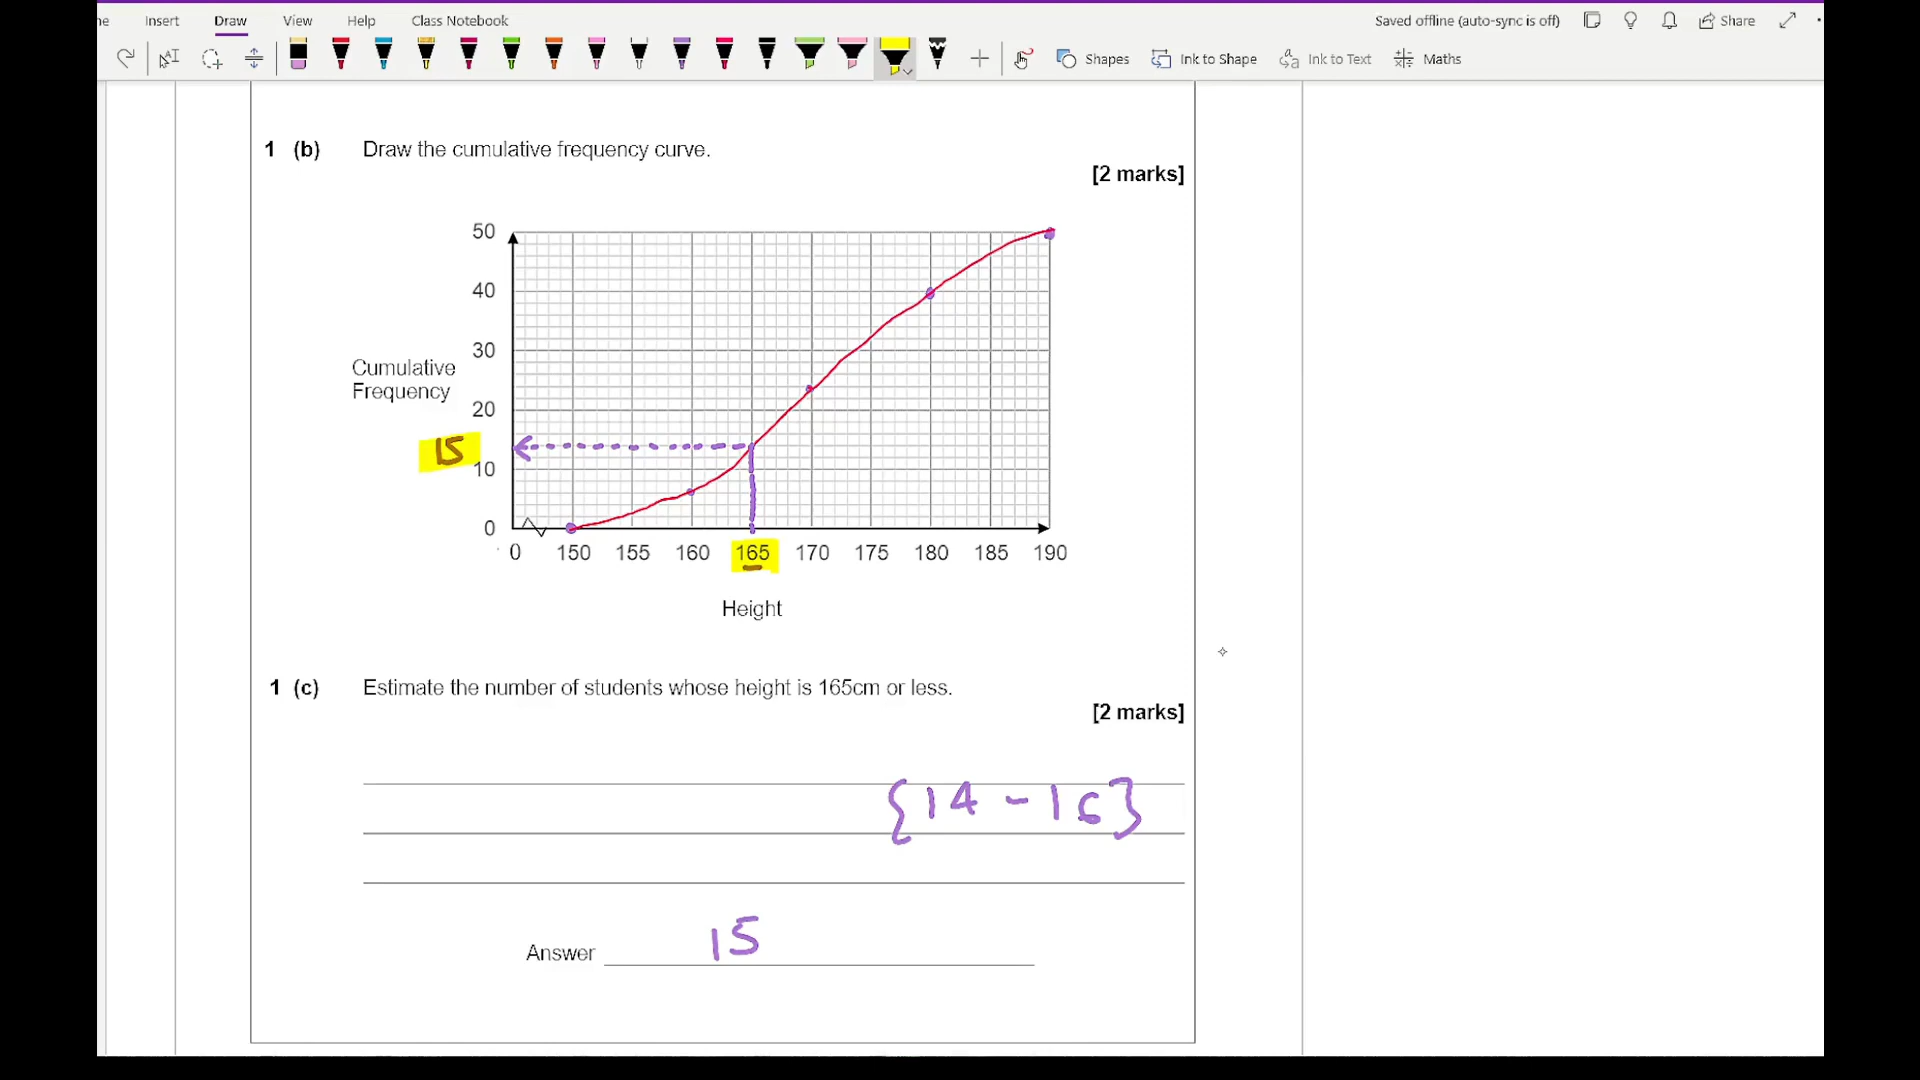 ne Insert Draw View Help Class Notebook Saved offline (auto-sync is off) Share
Shapes Ink to Shape Ink to Text Maths
1 (b) Draw the cumulative frequency curve.
[2 marks]
50
40
30
Cumulative
Frequency
20
15
10
0
0 150 155 160 165 170 175 180 185 190
Height
1 (c) Estimate the number of students whose height is 165cm or less.
[2 marks]
{14 - 16}
Answer 15